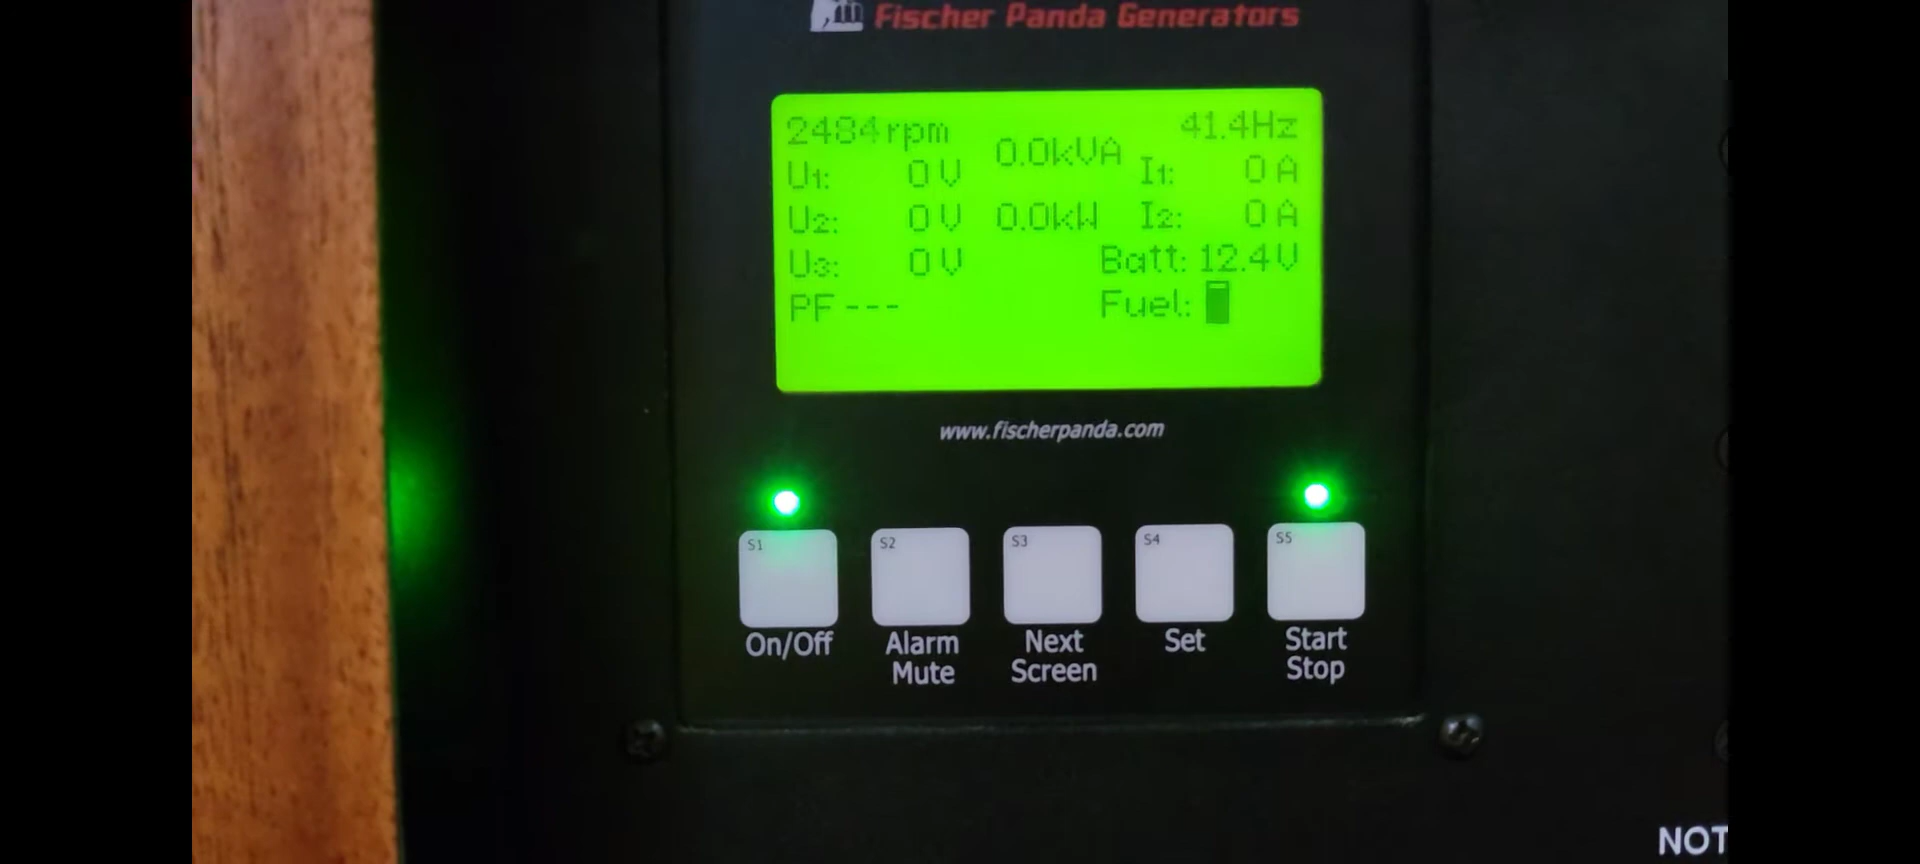 Fischer Panda Generators
2484rpm 41.4Hz
0.0kVA
U1: 0 V I1: 0 A
U2: 0 V 0.0kW I2: 0 A
U3: 0 V Batt: 12.4V
PF --- Fuel:
www.fischerpanda.com
S1 S2 S3 S4 S5
On/Off Alarm Mute Next Screen Set Start Stop
NOT